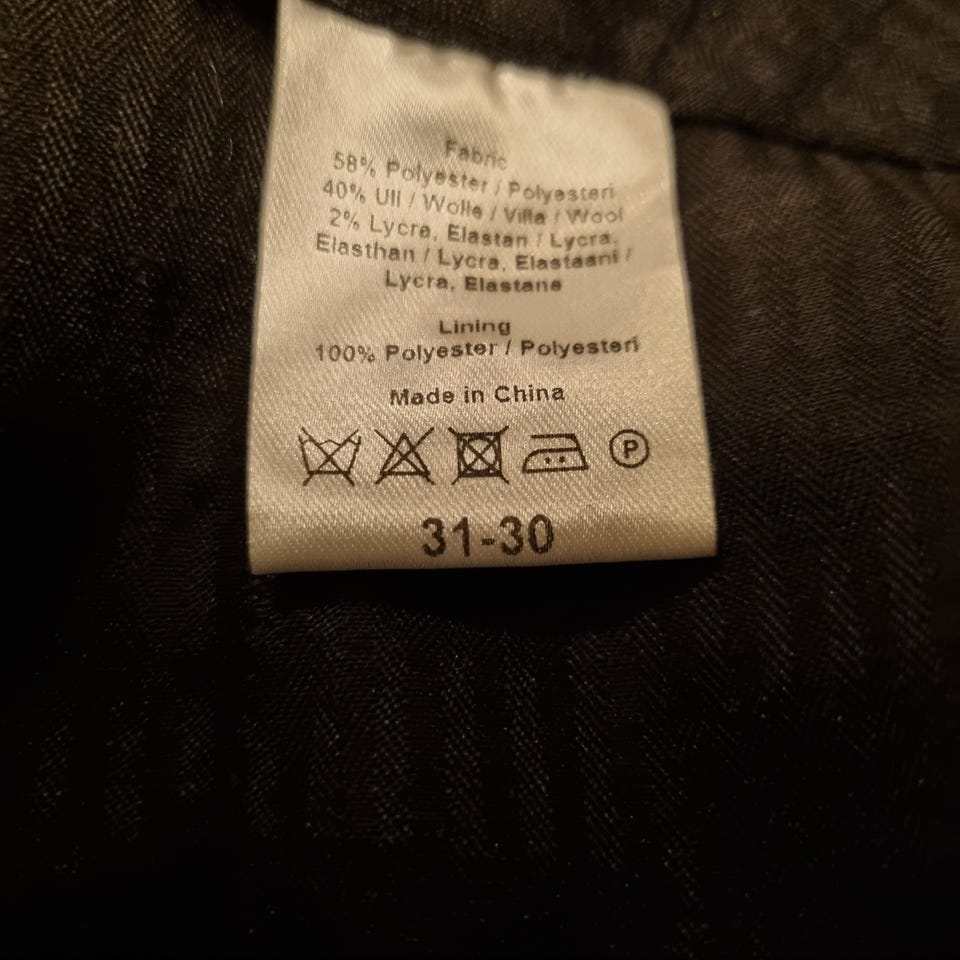 Fabric
58% Polyester / Polyesteri
40% Ull / Wolle / Villa / Wool
2% Lycra, Elastan / Lycra,
Elasthan / Lycra, Elastaani /
Lycra, Elastane
Lining
100% Polyester / Polyesteri
Made in China
P
31-30